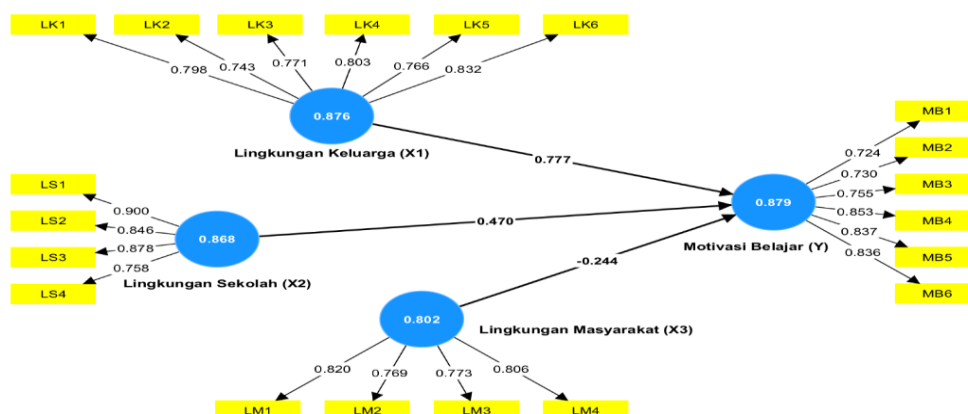 LK1 LK2 LK3 LK4 LK5 LK6
0.798 0.743 0.771 0.803 0.766 0.832
0.876
Lingkungan Keluarga (X1)
0.777
LS1
LS2
LS3
LS4
0.900
0.846
0.878
0.758
0.868
Lingkungan Sekolah (X2)
0.470
MB1
MB2
MB3
MB4
MB5
MB6
0.724
0.730
0.755
0.853
0.837
0.836
0.879
Motivasi Belajar (Y)
-0.244
0.802
Lingkungan Masyarakat (X3)
0.820 0.769 0.773 0.806
LM1 LM2 LM3 LM4